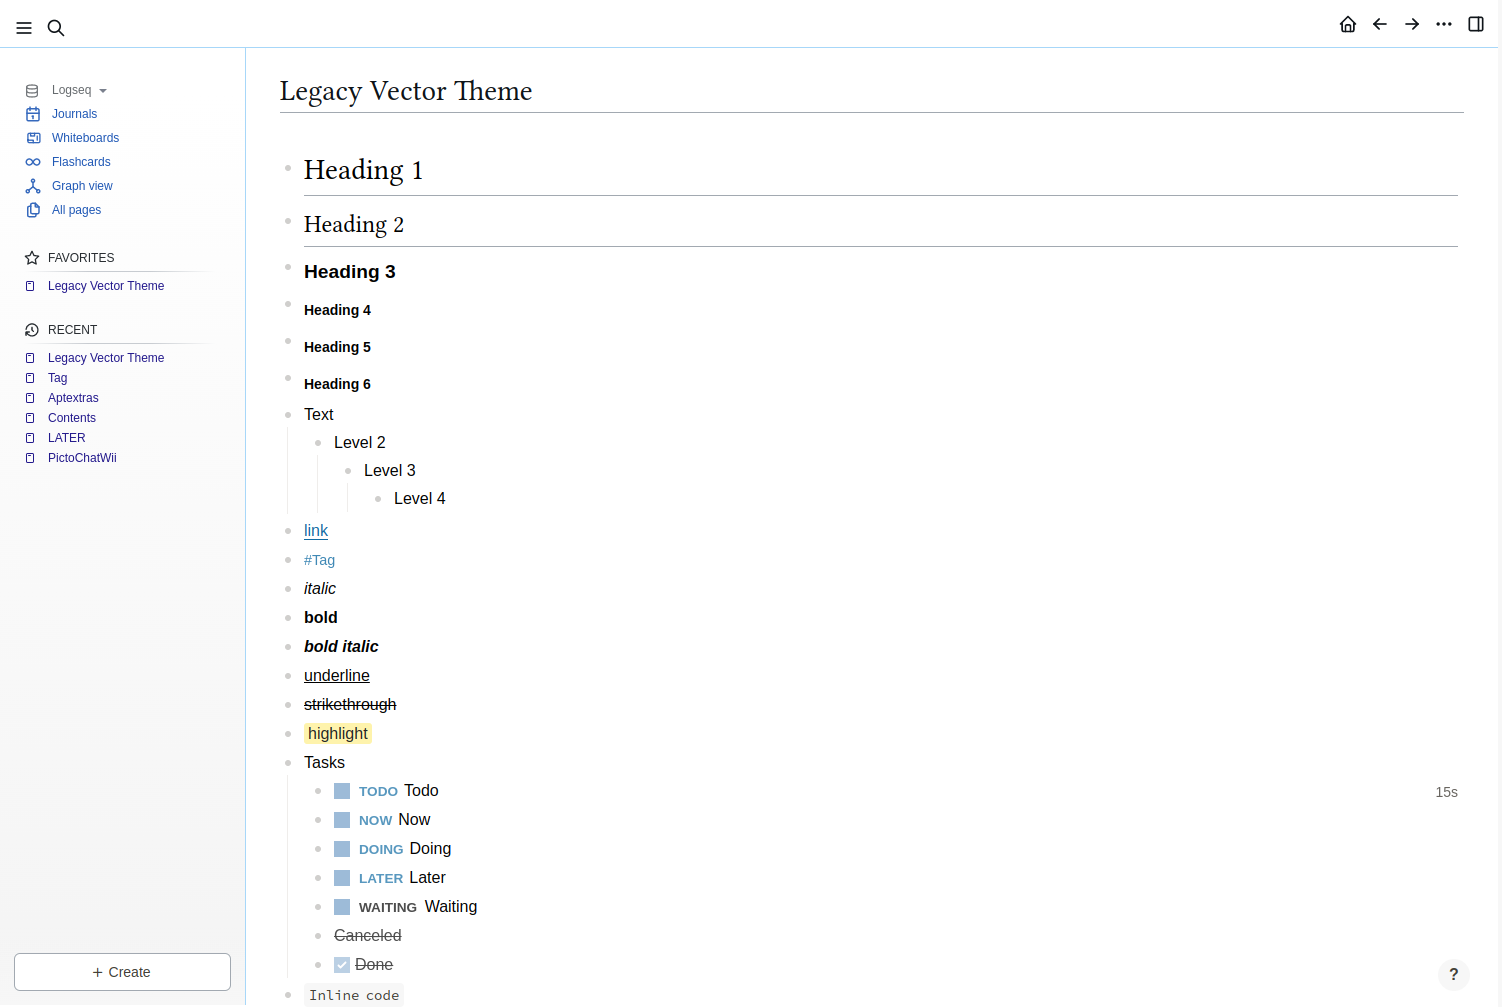 Logseq
Journals
Whiteboards
Flashcards
Graph view
All pages
FAVORITES
Legacy Vector Theme
RECENT
Legacy Vector Theme
Tag
Aptextras
Contents
LATER
PictoChatWii
+ Create
Legacy Vector Theme
Heading 1
Heading 2
Heading 3
Heading 4
Heading 5
Heading 6
Text
Level 2
Level 3
Level 4
link
#Tag
italic
bold
bold italic
underline
strikethrough
highlight
Tasks
TODO Todo 15s
NOW Now
DOING Doing
LATER Later
WAITING Waiting
Canceled
Done
Inline code
?